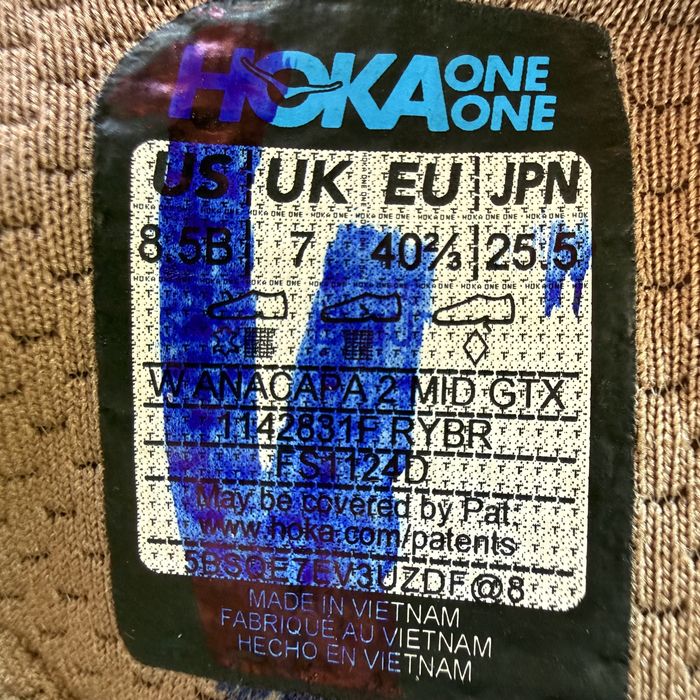 HOKA ONE ONE
US UK EU JPN
8.5B 7 40⅔ 25.5
W ANACAPA 2 MID GTX
1142831F RYBR
FS1124D
May be covered by Pat:
www.hoka.com/patents
MADE IN VIETNAM
FABRIQUÉ AU VIETNAM
HECHO EN VIETNAM